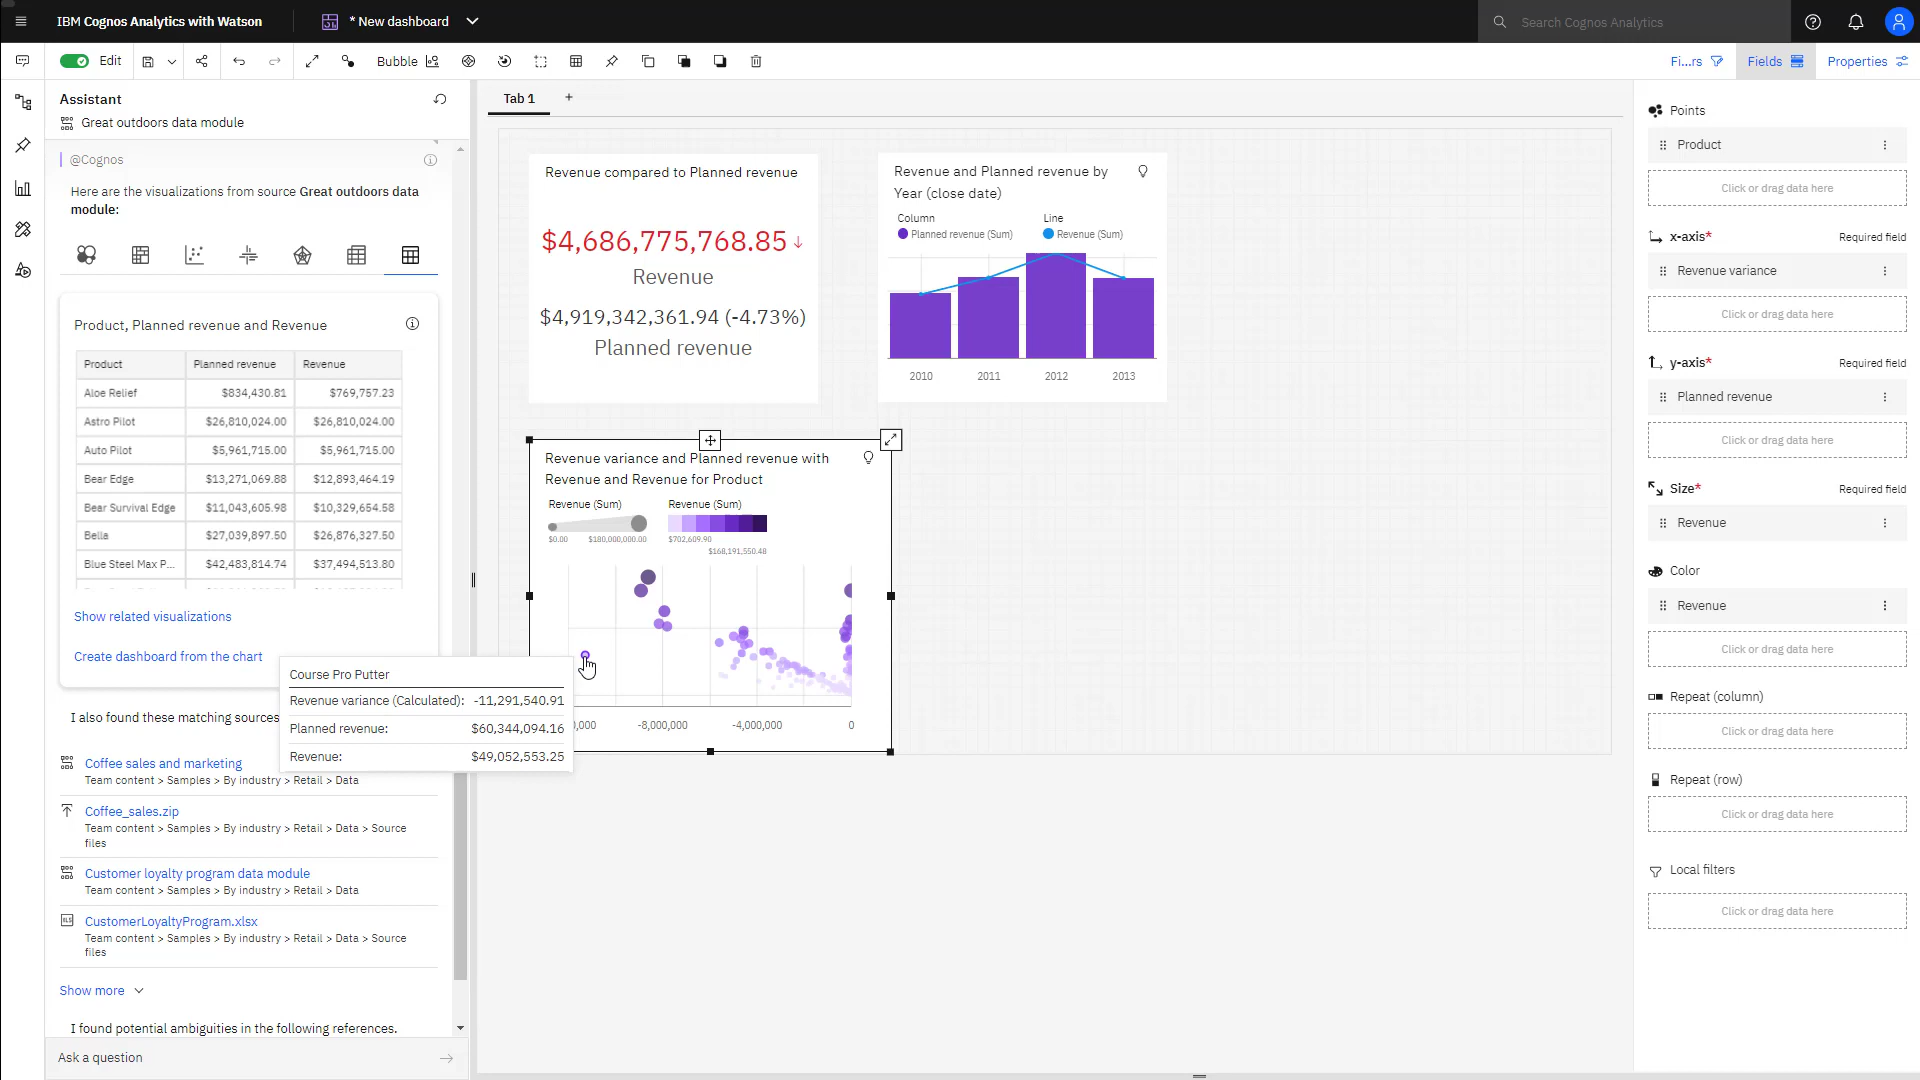 IBM Cognos Analytics with Watson
* New dashboard
Search Cognos Analytics
Edit
Bubble
Fi...rs
Fields
Properties
Assistant
Great outdoors data module
@Cognos
Here are the visualizations from source Great outdoors data
module:
Product, Planned revenue and Revenue
Product Planned revenue Revenue
Aloe Relief $834,430.81 $769,757.23
Astro Pilot $26,810,024.00 $26,810,024.00
Auto Pilot $5,961,715.00 $5,961,715.00
Bear Edge $13,271,069.88 $12,893,464.19
Bear Survival Edge $11,043,605.98 $10,329,654.58
Bella $27,039,897.50 $26,876,327.50
Blue Steel Max P... $42,483,814.74 $37,494,513.80
Show related visualizations
Create dashboard from the chart
I also found these matching sources
Coffee sales and marketing
Team content > Samples > By industry > Retail > Data
Coffee_sales.zip
Team content > Samples > By industry > Retail > Data > Source
files
Customer loyalty program data module
Team content > Samples > By industry > Retail > Data
XLS
CustomerLoyaltyProgram.xlsx
Team content > Samples > By industry > Retail > Data > Source
files
Show more
I found potential ambiguities in the following references.
Ask a question
Tab 1
+
Revenue compared to Planned revenue
$4,686,775,768.85 ↓
Revenue
$4,919,342,361.94 (-4.73%)
Planned revenue
Revenue and Planned revenue by
Year (close date)
Column Line
Planned revenue (Sum) Revenue (Sum)
2010 2011 2012 2013
Revenue variance and Planned revenue with
Revenue and Revenue for Product
Revenue (Sum) Revenue (Sum)
$0.00 $180,000,000.00 $702,609.90
$168,191,550.48
0,000 -8,000,000 -4,000,000 0
Course Pro Putter
Revenue variance (Calculated): -11,291,540.91
Planned revenue: $60,344,094.16
Revenue: $49,052,553.25
Points
Product
Click or drag data here
x-axis* Required field
Revenue variance
Click or drag data here
y-axis* Required field
Planned revenue
Click or drag data here
Size* Required field
Revenue
Color
Revenue
Click or drag data here
Repeat (column)
Click or drag data here
Repeat (row)
Click or drag data here
Local filters
Click or drag data here